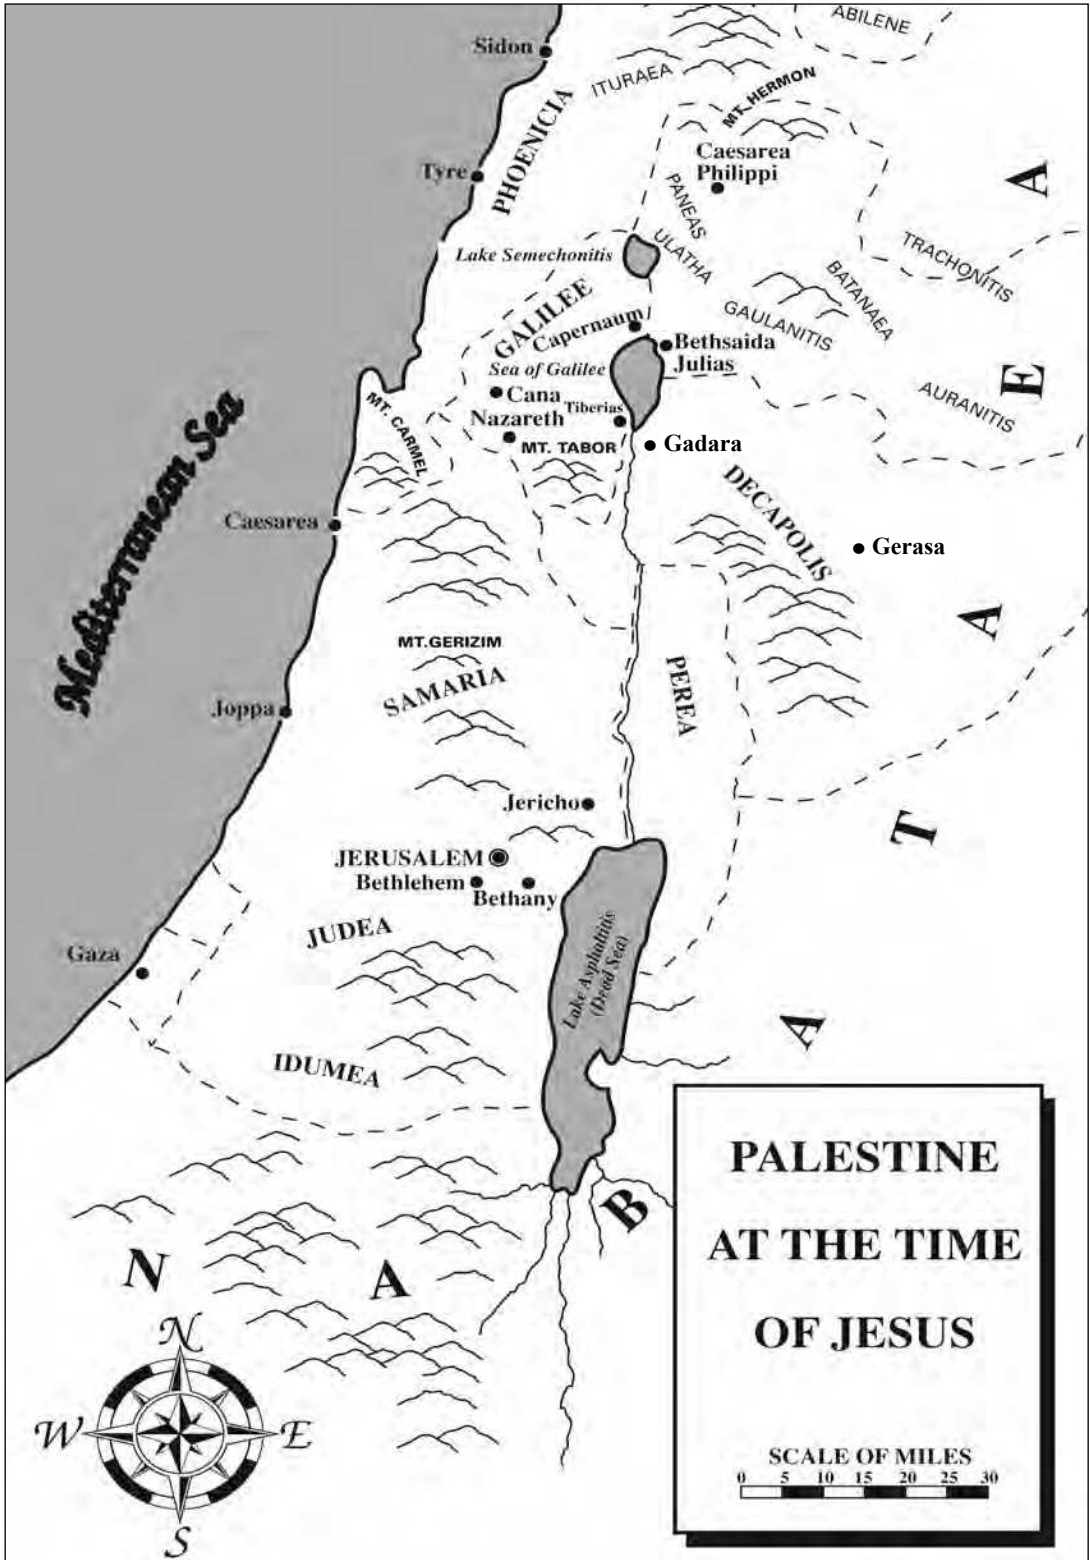 ABILENE
Sidon
ITURAEA
MT. HERMON
PHOENICIA
Caesarea
Philippi
Tyre
PANEAS
A
ULATHA
TRACHONITIS
Lake Semechonitis
BATANAEA
GALILEE
Capernaum
GAULANITIS
Bethsaida
Julias
Sea of Galilee
E
AURANITIS
Cana
Tiberias
Nazareth
MT. CARMEL
MT. TABOR
Gadara
Mediterranean Sea
DECAPOLIS
Caesarea
Gerasa
A
MT.GERIZIM
SAMARIA
PEREA
Joppa
Jericho
T
JERUSALEM
Bethlehem
Bethany
JUDEA
Gaza
Lake Asphaltitis
(Dead Sea)
A
IDUMEA
B
N
A
PALESTINE
AT THE TIME
OF JESUS
N
W
E
S
SCALE OF MILES
0 5 10 15 20 25 30